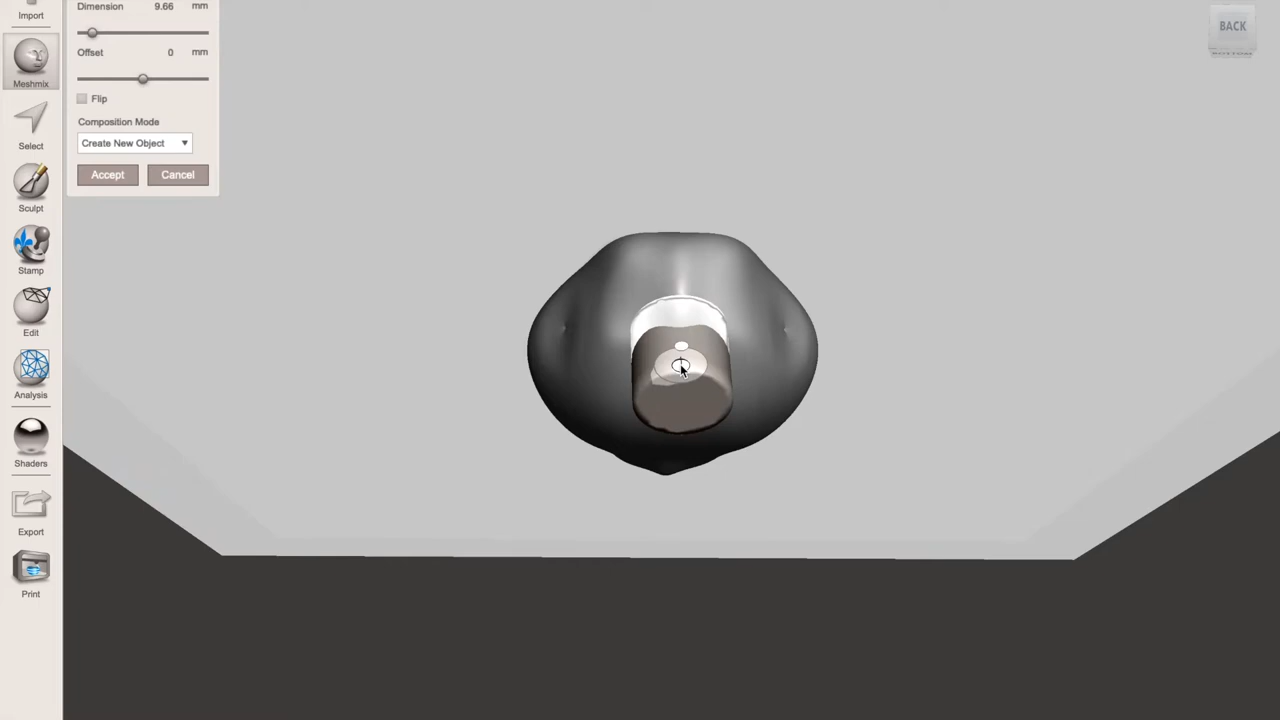 Import
Dimension 9.66 mm
Offset 0 mm
Flip
Composition Mode
Create New Object
Accept Cancel
Meshmix
Select
Sculpt
Stamp
Edit
Analysis
Shaders
Export
Print
BACK